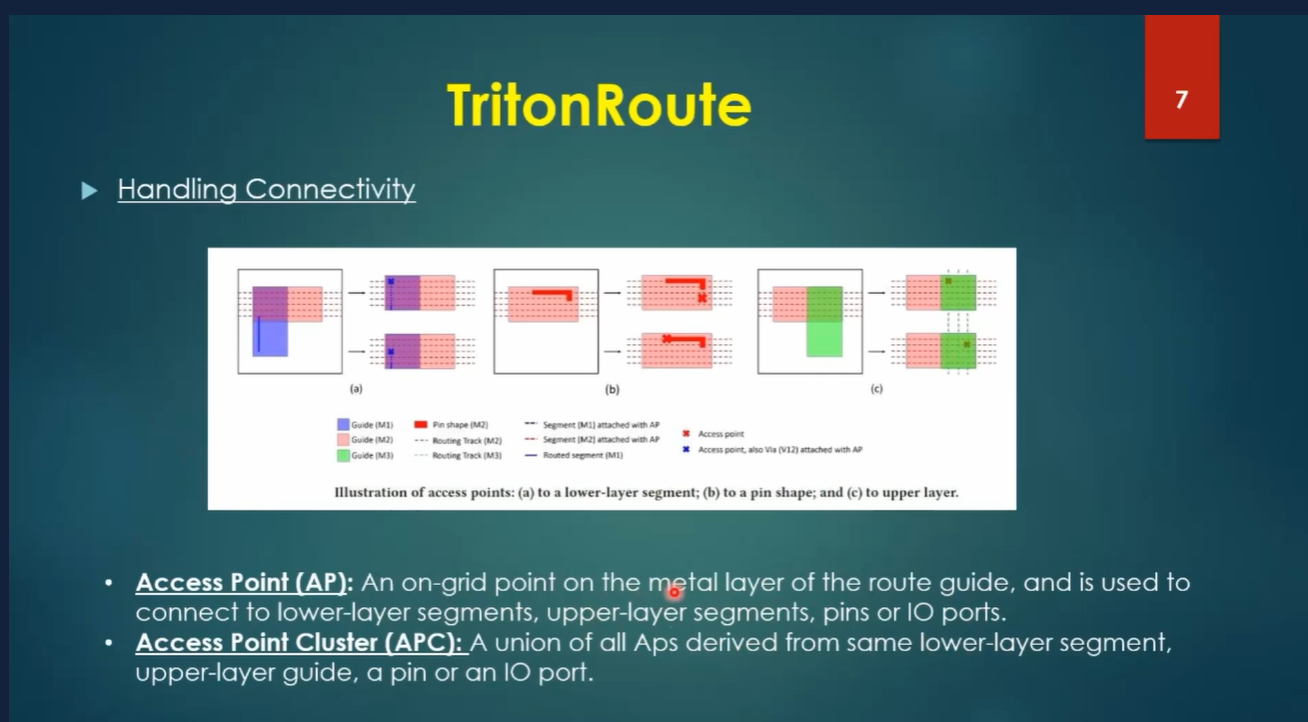 TritonRoute
7
Handling Connectivity
(a)
(b)
(c)
Guide (M1)
Guide (M2)
Guide (M3)
Pin shape (M2)
Routing Track (M2)
Routing Track (M3)
Segment (M1) attached with AP
Segment (M2) attached with AP
Routed segment (M1)
Access point
Access point, also Via (V12) attached with AP
Illustration of access points: (a) to a lower-layer segment; (b) to a pin shape; and (c) to upper layer.
• Access Point (AP): An on-grid point on the metal layer of the route guide, and is used to
connect to lower-layer segments, upper-layer segments, pins or IO ports.
• Access Point Cluster (APC): A union of all Aps derived from same lower-layer segment,
upper-layer guide, a pin or an IO port.